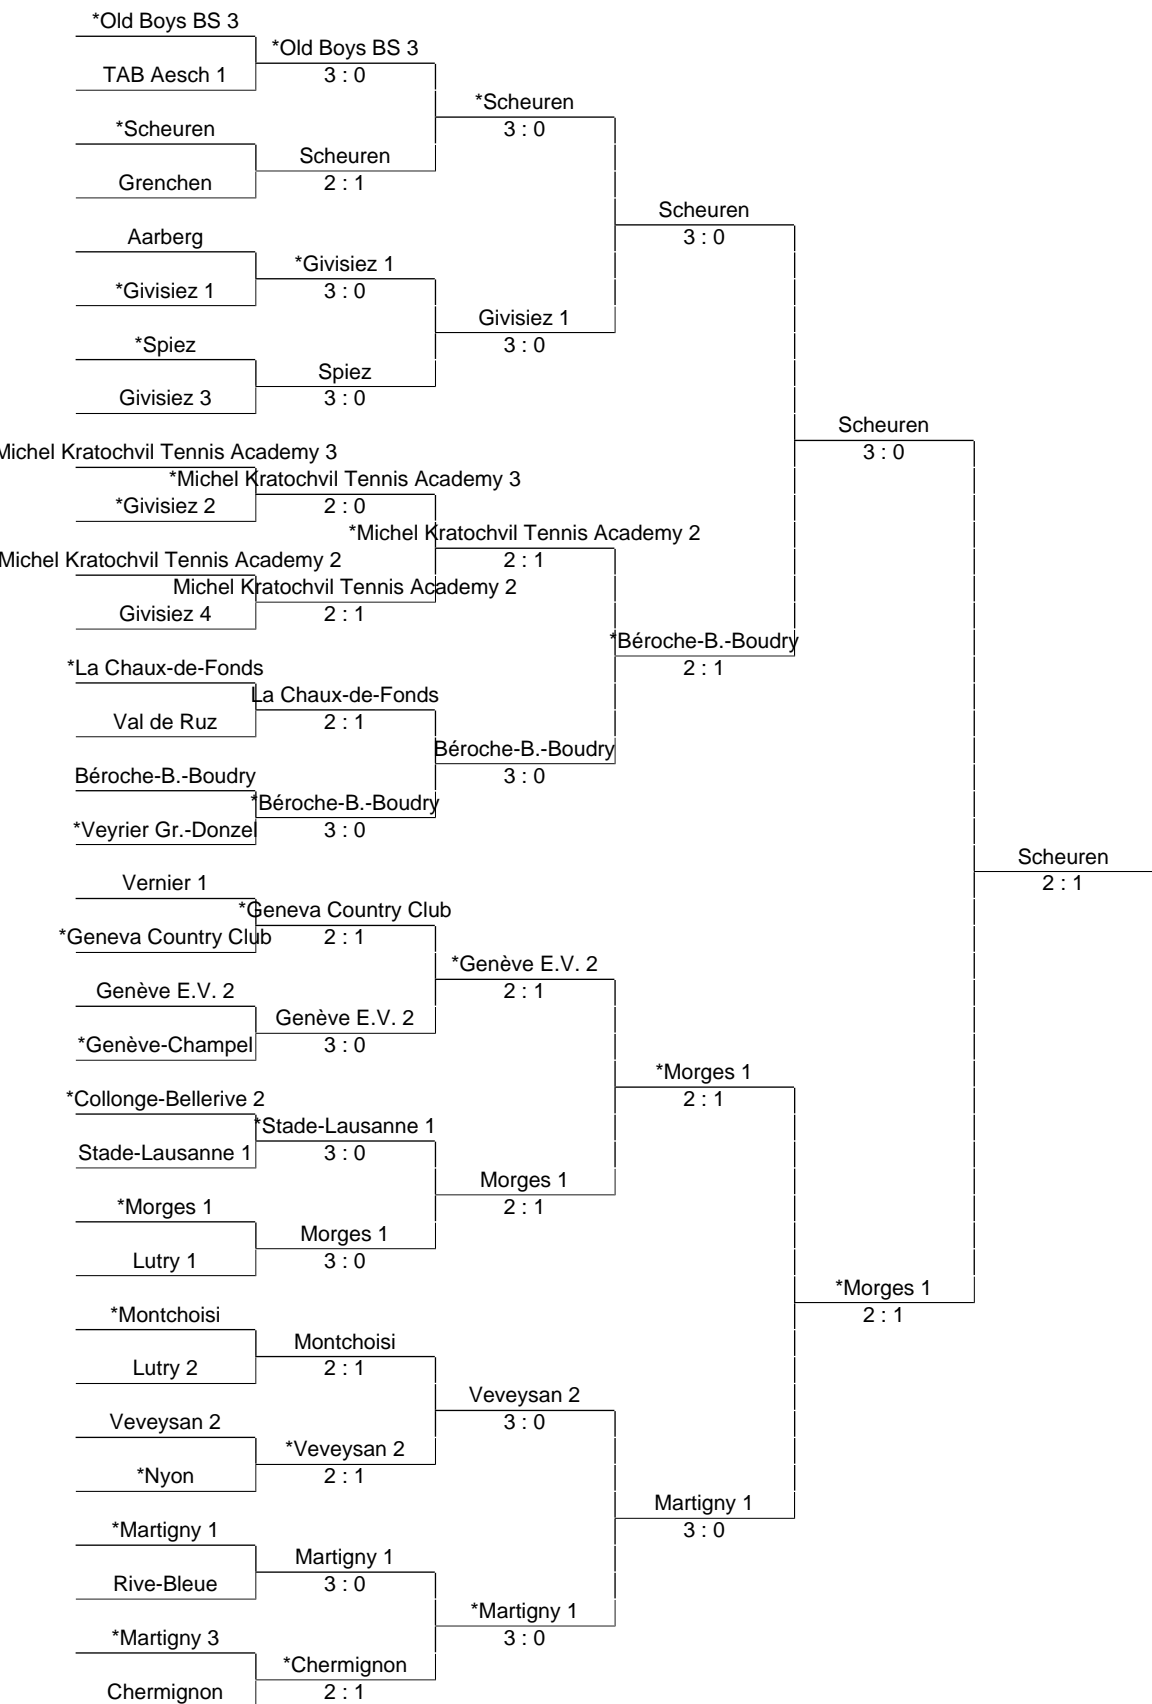 *Old Boys BS 3
*Old Boys BS 3
TAB Aesch 1
3 : 0
*Scheuren
*Scheuren
3 : 0
Scheuren
Grenchen
2 : 1
Scheuren
Aarberg
3 : 0
*Givisiez 1
*Givisiez 1
3 : 0
Givisiez 1
*Spiez
3 : 0
Spiez
Givisiez 3
3 : 0
Scheuren
Michel Kratochvil Tennis Academy 3
3 : 0
*Michel Kratochvil Tennis Academy 3
*Givisiez 2
2 : 0
*Michel Kratochvil Tennis Academy 2
Michel Kratochvil Tennis Academy 2
2 : 1
Michel Kratochvil Tennis Academy 2
Givisiez 4
2 : 1
*Béroche-B.-Boudry
*La Chaux-de-Fonds
2 : 1
La Chaux-de-Fonds
Val de Ruz
2 : 1
Béroche-B.-Boudry
Béroche-B.-Boudry
3 : 0
*Béroche-B.-Boudry
*Veyrier Gr.-Donzel
3 : 0
Scheuren
Vernier 1
2 : 1
*Geneva Country Club
*Geneva Country Club
2 : 1
*Genève E.V. 2
Genève E.V. 2
2 : 1
Genève E.V. 2
*Genève-Champel
3 : 0
*Morges 1
*Collonge-Bellerive 2
2 : 1
*Stade-Lausanne 1
Stade-Lausanne 1
3 : 0
Morges 1
*Morges 1
2 : 1
Morges 1
Lutry 1
3 : 0
*Morges 1
*Montchoisi
2 : 1
Montchoisi
Lutry 2
2 : 1
Veveysan 2
Veveysan 2
3 : 0
*Veveysan 2
*Nyon
2 : 1
Martigny 1
*Martigny 1
3 : 0
Martigny 1
Rive-Bleue
3 : 0
*Martigny 1
*Martigny 3
3 : 0
*Chermignon
Chermignon
2 : 1